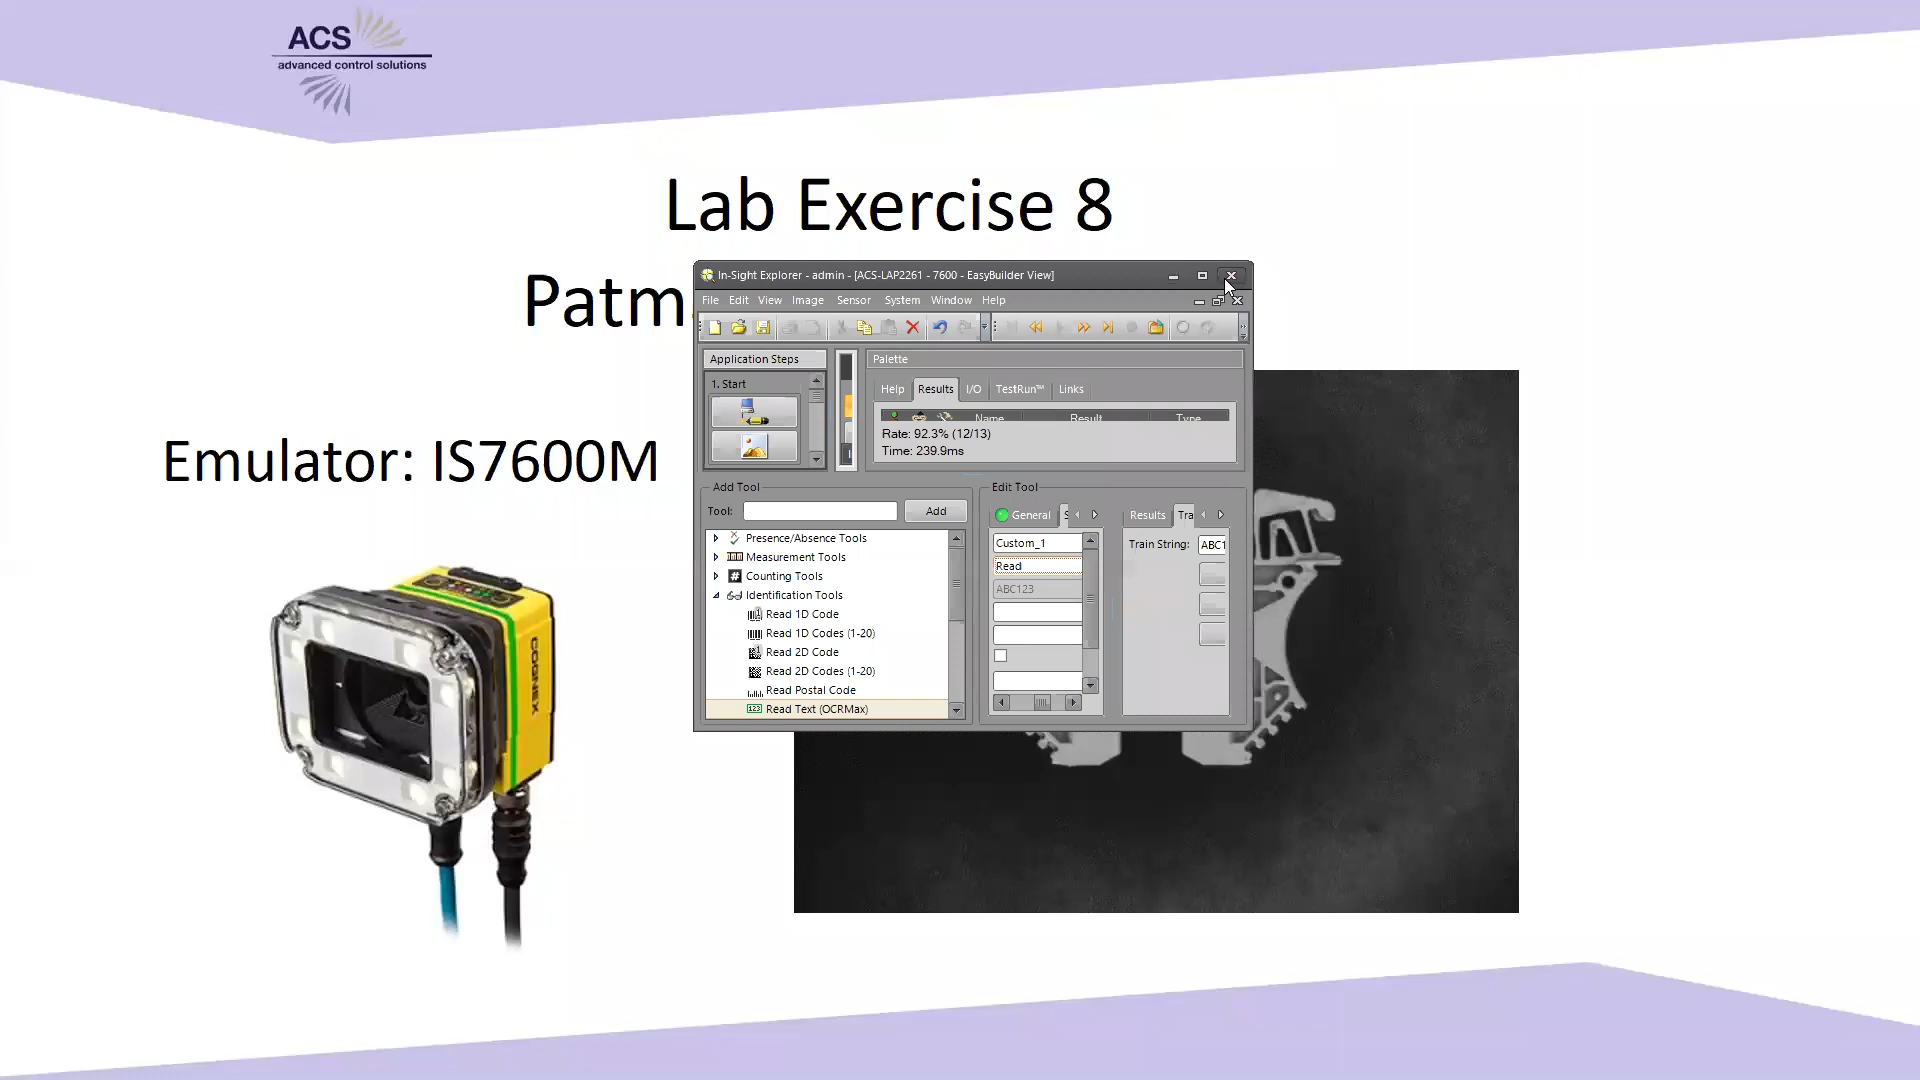 ACS
advanced control solutions
Lab Exercise 8
Patm
Emulator: IS7600M
COGNEX
In-Sight Explorer - admin - [ACS-LAP2261 - 7600 - EasyBuilder View]
File Edit View Image Sensor System Window Help
Application Steps
1. Start
Palette
Help Results I/O TestRun™ Links
Name Result Type
Rate: 92.3% (12/13)
Time: 239.9ms
Add Tool
Tool: Add
Presence/Absence Tools
Measurement Tools
Counting Tools
Identification Tools
Read 1D Code
Read 1D Codes (1-20)
Read 2D Code
Read 2D Codes (1-20)
Read Postal Code
Read Text (OCRMax)
Edit Tool
General S
Custom_1
Read
ABC123
Results Tra
Train String: ABC1